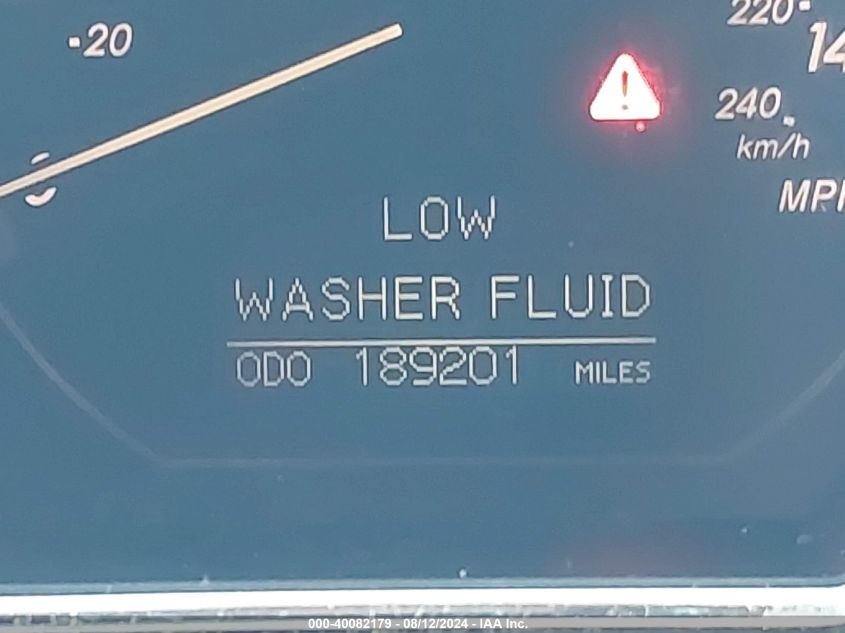 20
220
14
240
km/h
MPH
LOW
WASHER FLUID
ODO 189201 MILES
000-40082179 - 08/12/2024 - IAA Inc.